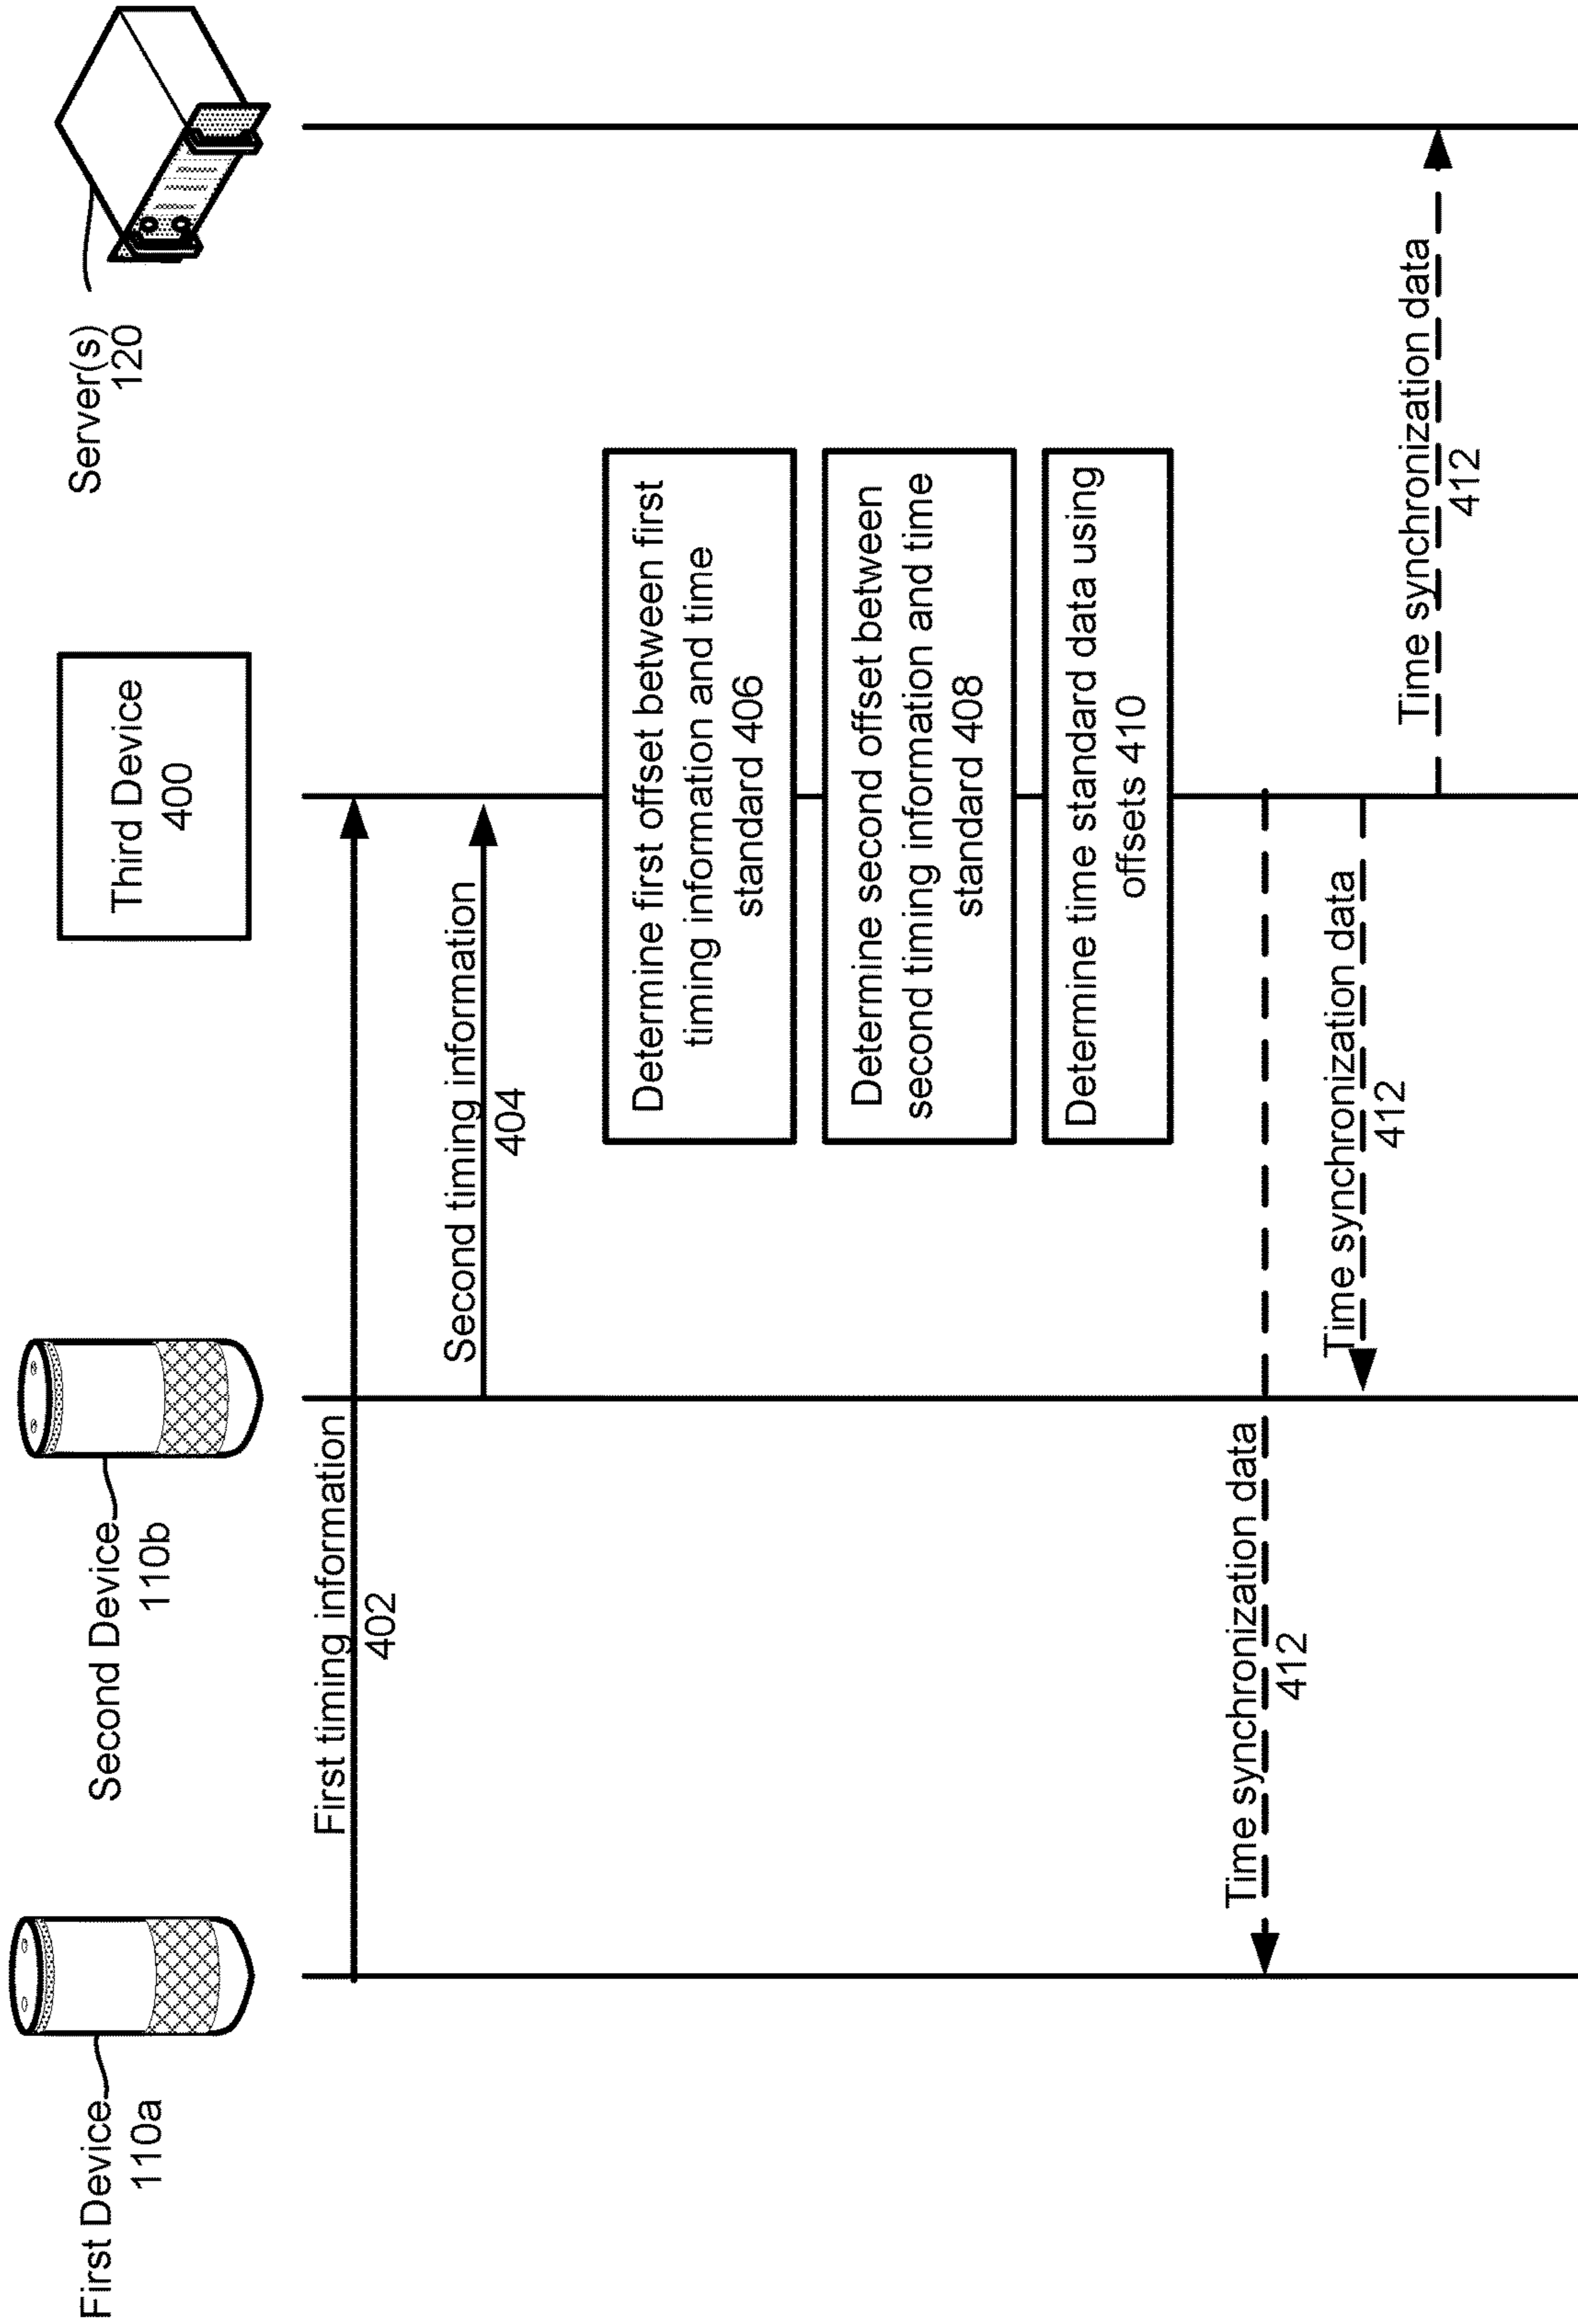 First Device
110a
Second Device
110b
Third Device
400
Server(s)
120
First timing information
402
Second timing information
404
Determine first offset between first
timing information and time
standard 406
Determine second offset between
second timing information and time
standard 408
Determine time standard data using
offsets 410
Time synchronization data
412
Time synchronization data
412
Time synchronization data
412